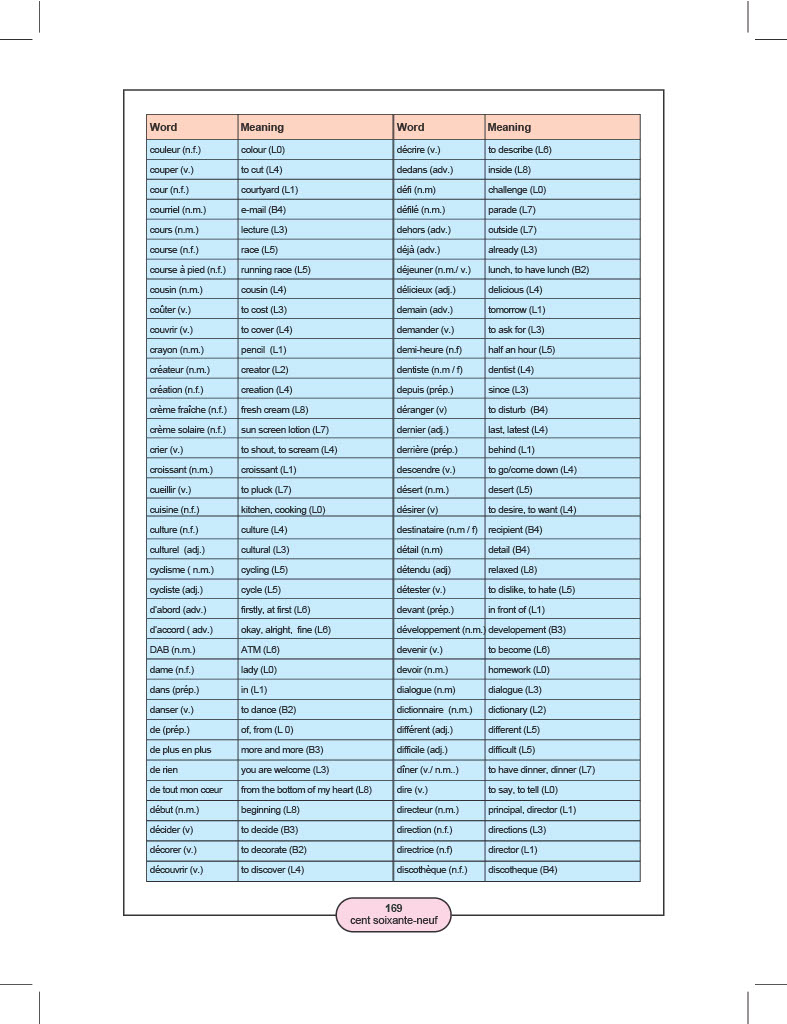 Word Meaning Word Meaning
couleur (n.f.) colour (L0) décrire (v.) to describe (L6)
couper (v.) to cut (L4) dedans (adv.) inside (L8)
cour (n.f.) courtyard (L1) défi (n.m) challenge (L0)
courriel (n.m.) e-mail (B4) défilé (n.m.) parade (L7)
cours (n.m.) lecture (L3) dehors (adv.) outside (L7)
course (n.f.) race (L5) déjà (adv.) already (L3)
course à pied (n.f.) running race (L5) déjeuner (n.m./ v.) lunch, to have lunch (B2)
cousin (n.m.) cousin (L4) délicieux (adj.) delicious (L4)
coûter (v.) to cost (L3) demain (adv.) tomorrow (L1)
couvrir (v.) to cover (L4) demander (v.) to ask for (L3)
crayon (n.m.) pencil (L1) demi-heure (n.f) half an hour (L5)
créateur (n.m.) creator (L2) dentiste (n.m / f) dentist (L4)
création (n.f.) creation (L4) depuis (prép.) since (L3)
crème fraîche (n.f.) fresh cream (L8) déranger (v) to disturb (B4)
crème solaire (n.f.) sun screen lotion (L7) dernier (adj.) last, latest (L4)
crier (v.) to shout, to scream (L4) derrière (prép.) behind (L1)
croissant (n.m.) croissant (L1) descendre (v.) to go/come down (L4)
cueillir (v.) to pluck (L7) désert (n.m.) desert (L5)
cuisine (n.f.) kitchen, cooking (L0) désirer (v) to desire, to want (L4)
culture (n.f.) culture (L4) destinataire (n.m / f) recipient (B4)
culturel (adj.) cultural (L3) détail (n.m) detail (B4)
cyclisme ( n.m.) cycling (L5) détendu (adj) relaxed (L8)
cycliste (adj.) cycle (L5) détester (v.) to dislike, to hate (L5)
d'abord (adv.) firstly, at first (L6) devant (prép.) in front of (L1)
d'accord ( adv.) okay, alright, fine (L6) développement (n.m.) developement (B3)
DAB (n.m.) ATM (L6) devenir (v.) to become (L6)
dame (n.f.) lady (L0) devoir (n.m.) homework (L0)
dans (prép.) in (L1) dialogue (n.m) dialogue (L3)
danser (v.) to dance (B2) dictionnaire (n.m.) dictionary (L2)
de (prép.) of, from (L 0) différent (adj.) different (L5)
de plus en plus more and more (B3) difficile (adj.) difficult (L5)
de rien you are welcome (L3) dîner (v./ n.m..) to have dinner, dinner (L7)
de tout mon cœur from the bottom of my heart (L8) dire (v.) to say, to tell (L0)
début (n.m.) beginning (L8) directeur (n.m.) principal, director (L1)
décider (v) to decide (B3) direction (n.f.) directions (L3)
décorer (v.) to decorate (B2) directrice (n.f) director (L1)
découvrir (v.) to discover (L4) discothèque (n.f.) discotheque (B4)
169
cent soixante-neuf